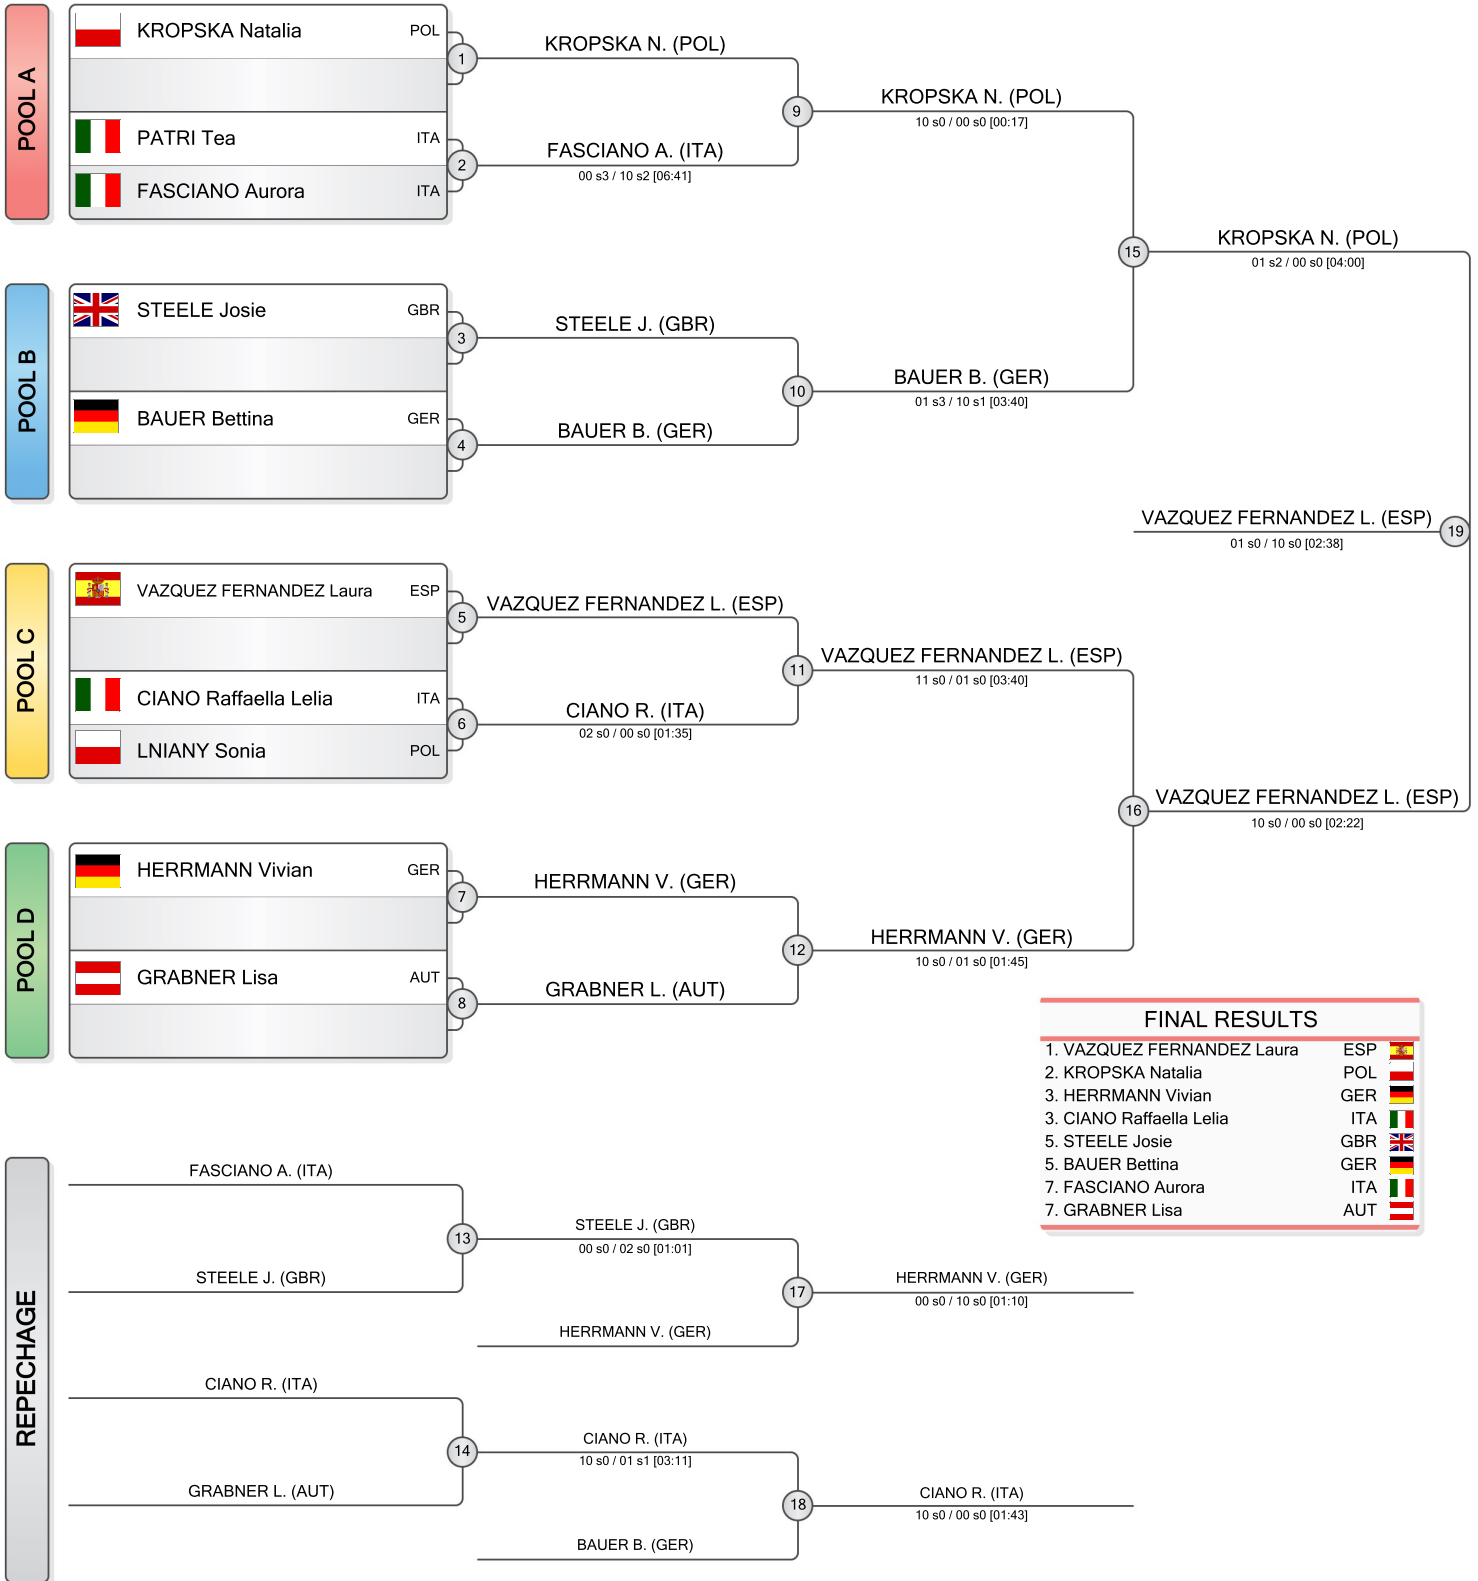 POOL A
KROPSKA Natalia POL
PATRI Tea ITA
FASCIANO Aurora ITA
1
2
KROPSKA N. (POL)
FASCIANO A. (ITA)
00 s3 / 10 s2 [06:41]
9
KROPSKA N. (POL)
10 s0 / 00 s0 [00:17]
POOL B
STEELE Josie GBR
BAUER Bettina GER
3
4
STEELE J. (GBR)
BAUER B. (GER)
10
BAUER B. (GER)
01 s3 / 10 s1 [03:40]
15
KROPSKA N. (POL)
01 s2 / 00 s0 [04:00]
VAZQUEZ FERNANDEZ L. (ESP)
01 s0 / 10 s0 [02:38]
19
POOL C
VAZQUEZ FERNANDEZ Laura ESP
CIANO Raffaella Lelia ITA
LNIANY Sonia POL
5
6
VAZQUEZ FERNANDEZ L. (ESP)
CIANO R. (ITA)
02 s0 / 00 s0 [01:35]
11
VAZQUEZ FERNANDEZ L. (ESP)
11 s0 / 01 s0 [03:40]
16
VAZQUEZ FERNANDEZ L. (ESP)
10 s0 / 00 s0 [02:22]
POOL D
HERRMANN Vivian GER
GRABNER Lisa AUT
7
8
HERRMANN V. (GER)
GRABNER L. (AUT)
12
HERRMANN V. (GER)
10 s0 / 01 s0 [01:45]
FINAL RESULTS
1. VAZQUEZ FERNANDEZ Laura ESP
2. KROPSKA Natalia POL
3. HERRMANN Vivian GER
3. CIANO Raffaella Lelia ITA
5. STEELE Josie GBR
5. BAUER Bettina GER
7. FASCIANO Aurora ITA
7. GRABNER Lisa AUT
REPECHAGE
FASCIANO A. (ITA)
STEELE J. (GBR)
13
STEELE J. (GBR)
00 s0 / 02 s0 [01:01]
HERRMANN V. (GER)
17
HERRMANN V. (GER)
00 s0 / 10 s0 [01:10]
CIANO R. (ITA)
GRABNER L. (AUT)
14
CIANO R. (ITA)
10 s0 / 01 s1 [03:11]
BAUER B. (GER)
18
CIANO R. (ITA)
10 s0 / 00 s0 [01:43]